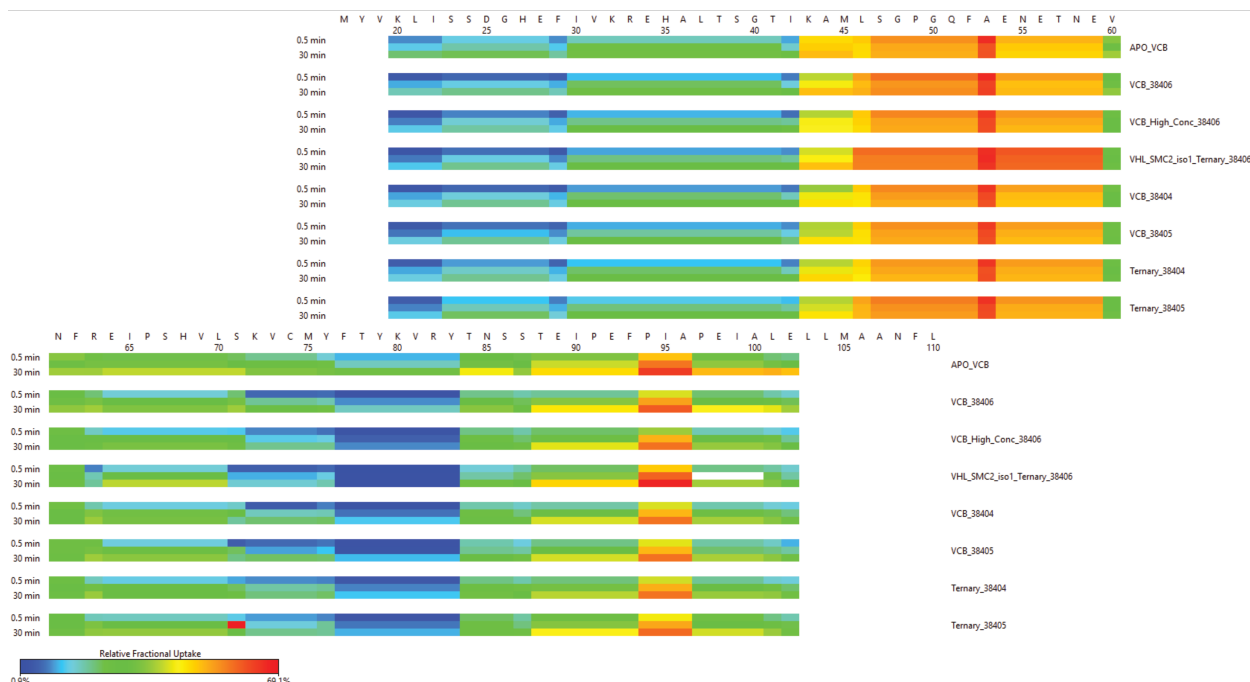 M Y V K L I S S D G H E F I V K R E H A L T S G T I K A M L S G P G Q F A E N E T N E V
20 25 30 35 40 45 50 55 60
0.5 min
30 min
APO_VCB
0.5 min
30 min
VCB_38406
0.5 min
30 min
VCB_High_Conc_38406
0.5 min
30 min
VHL_SMC2_iso1_Ternary_38406
0.5 min
30 min
VCB_38404
0.5 min
30 min
VCB_38405
0.5 min
30 min
Ternary_38404
0.5 min
30 min
Ternary_38405
N F R E I P S H V L S K V C M Y F T Y K V R Y T N S S T E I P E F P I A P E I A L E L L M A A N F L
65 70 75 80 85 90 95 100 105 110
0.5 min
30 min
APO_VCB
0.5 min
30 min
VCB_38406
0.5 min
30 min
VCB_High_Conc_38406
0.5 min
30 min
VHL_SMC2_iso1_Ternary_38406
0.5 min
30 min
VCB_38404
0.5 min
30 min
VCB_38405
0.5 min
30 min
Ternary_38404
0.5 min
30 min
Ternary_38405
Relative Fractional Uptake
0.9% 69.1%